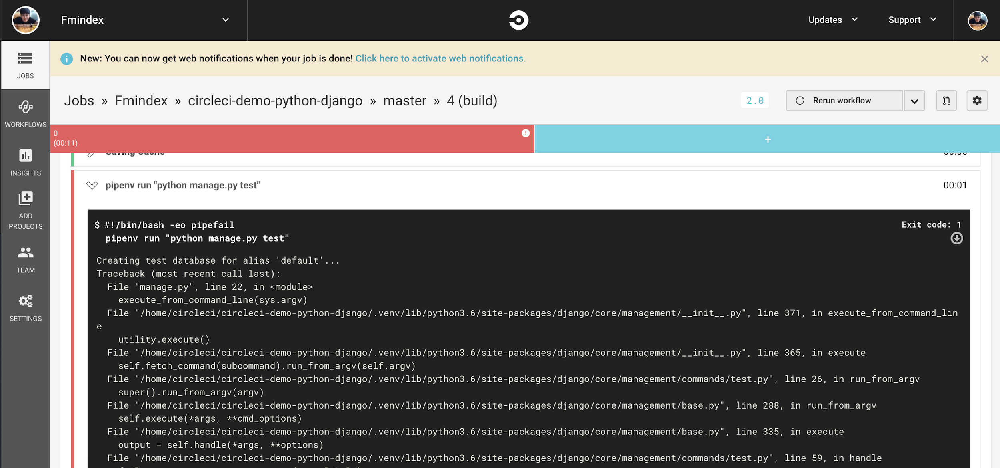 Fmindex
Updates
Support
JOBS
New: You can now get web notifications when your job is done! Click here to activate web notifications.
Jobs » Fmindex » circleci-demo-python-django » master » 4 (build)
2.0
Rerun workflow
WORKFLOWS
0
(00:11)
+
Saving Cache
00:00
INSIGHTS
pipenv run "python manage.py test"
00:01
ADD
PROJECTS
TEAM
SETTINGS
$ #!/bin/bash -eo pipefail
Exit code: 1
pipenv run "python manage.py test"
Creating test database for alias 'default'...
Traceback (most recent call last):
File "manage.py", line 22, in <module>
execute_from_command_line(sys.argv)
File "/home/circleci/circleci-demo-python-django/.venv/lib/python3.6/site-packages/django/core/management/__init__.py", line 371, in execute_from_command_lin
e
utility.execute()
File "/home/circleci/circleci-demo-python-django/.venv/lib/python3.6/site-packages/django/core/management/__init__.py", line 365, in execute
self.fetch_command(subcommand).run_from_argv(self.argv)
File "/home/circleci/circleci-demo-python-django/.venv/lib/python3.6/site-packages/django/core/management/commands/test.py", line 26, in run_from_argv
super().run_from_argv(argv)
File "/home/circleci/circleci-demo-python-django/.venv/lib/python3.6/site-packages/django/core/management/base.py", line 288, in run_from_argv
self.execute(*args, **cmd_options)
File "/home/circleci/circleci-demo-python-django/.venv/lib/python3.6/site-packages/django/core/management/base.py", line 335, in execute
output = self.handle(*args, **options)
File "/home/circleci/circleci-demo-python-django/.venv/lib/python3.6/site-packages/django/core/management/commands/test.py", line 59, in handle